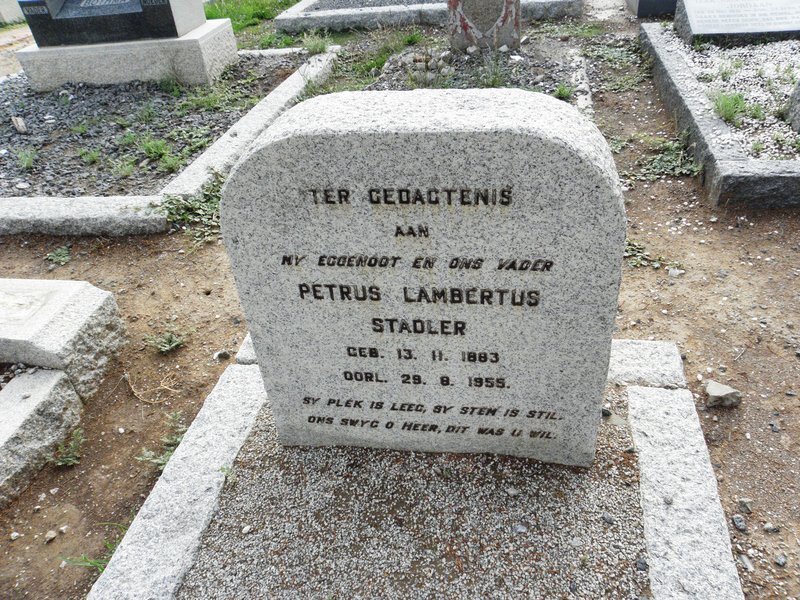 TER GEDAGTENIS
AAN
MY EGGENOOT EN ONS VADER
PETRUS LAMBERTUS
STADLER
GEB. 13. 11. 1883
OORL. 29. 8. 1955.
SY PLEK IS LEEG, SY STEM IS STIL.
ONS SWYG O HEER, DIT WAS U WIL.
JORDAAN